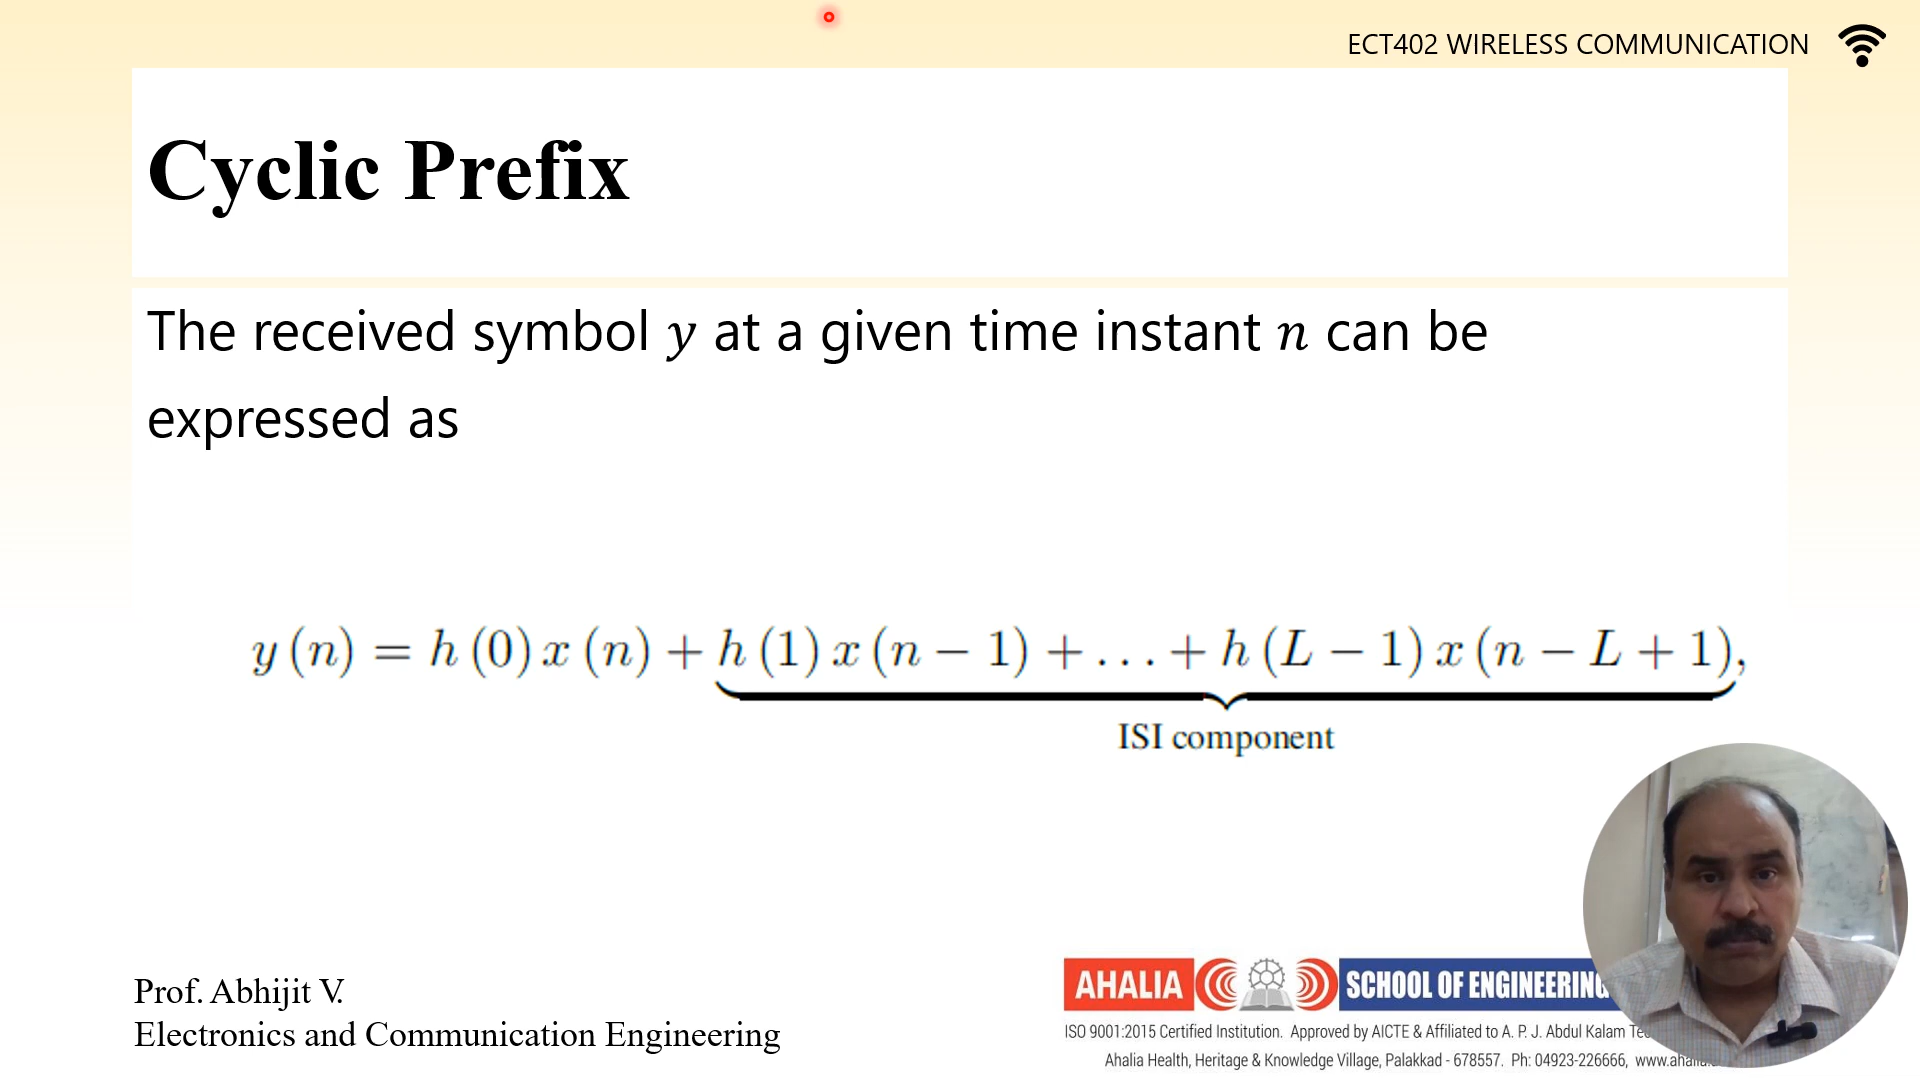 ECT402 WIRELESS COMMUNICATION
Cyclic Prefix
The received symbol y at a given time instant n can be
expressed as
y (n) = h (0) x (n) + h (1) x (n − 1) + . . . + h (L − 1) x (n − L + 1),
ISI component
Prof. Abhijit V.
Electronics and Communication Engineering
AHALIA SCHOOL OF ENGINEERING
ISO 9001:2015 Certified Institution. Approved by AICTE & Affiliated to A. P. J. Abdul Kalam
Ahalia Health, Heritage & Knowledge Village, Palakkad - 678557. Ph: 04923-226666,